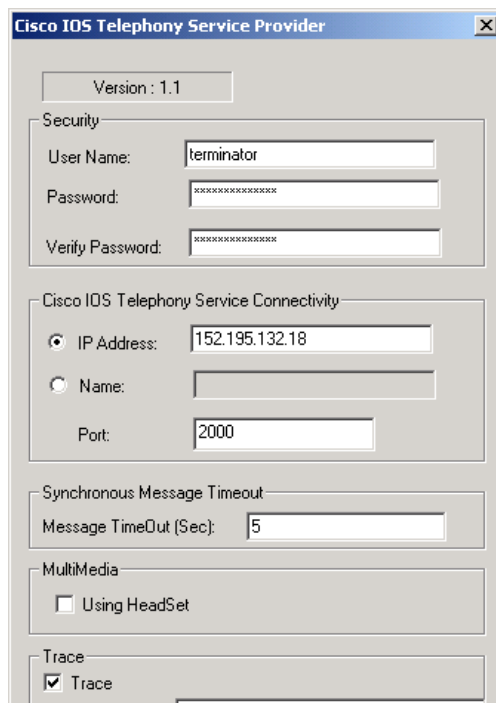 Cisco IOS Telephony Service Provider
Version : 1.1
Security
User Name: terminator
Password: **************
Verify Password: **************
Cisco IOS Telephony Service Connectivity
IP Address: 152.195.132.18
Name:
Port: 2000
Synchronous Message Timeout
Message TimeOut (Sec): 5
MultiMedia
Using HeadSet
Trace
Trace